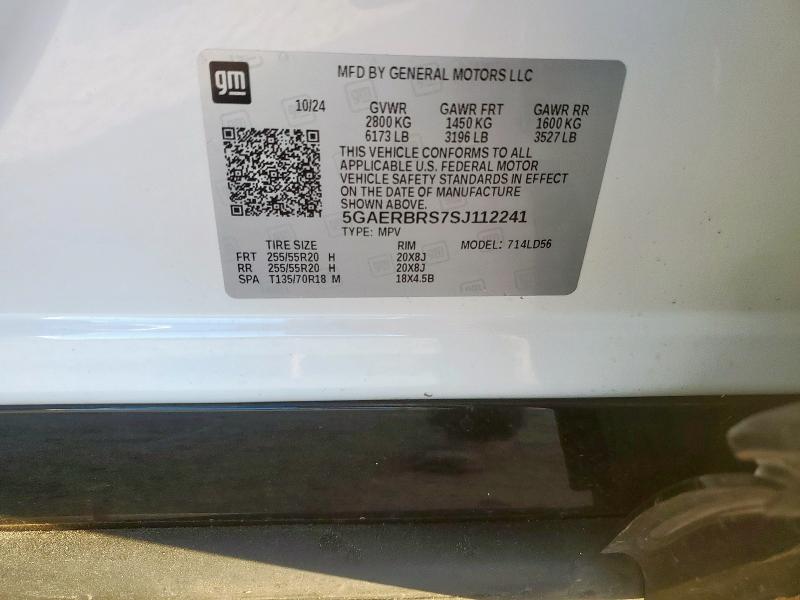 gm
MFD BY GENERAL MOTORS LLC
10/24 GVWR GAWR FRT GAWR RR
2800 KG 1450 KG 1600 KG
6173 LB 3196 LB 3527 LB
THIS VEHICLE CONFORMS TO ALL
APPLICABLE U.S. FEDERAL MOTOR
VEHICLE SAFETY STANDARDS IN EFFECT
ON THE DATE OF MANUFACTURE
SHOWN ABOVE.
5GAERBRS7SJ112241
TYPE: MPV
TIRE SIZE RIM MODEL: 714LD56
FRT 255/55R20 H 20X8J
RR 255/55R20 H 20X8J
SPA T135/70R18 M 18X4.5B